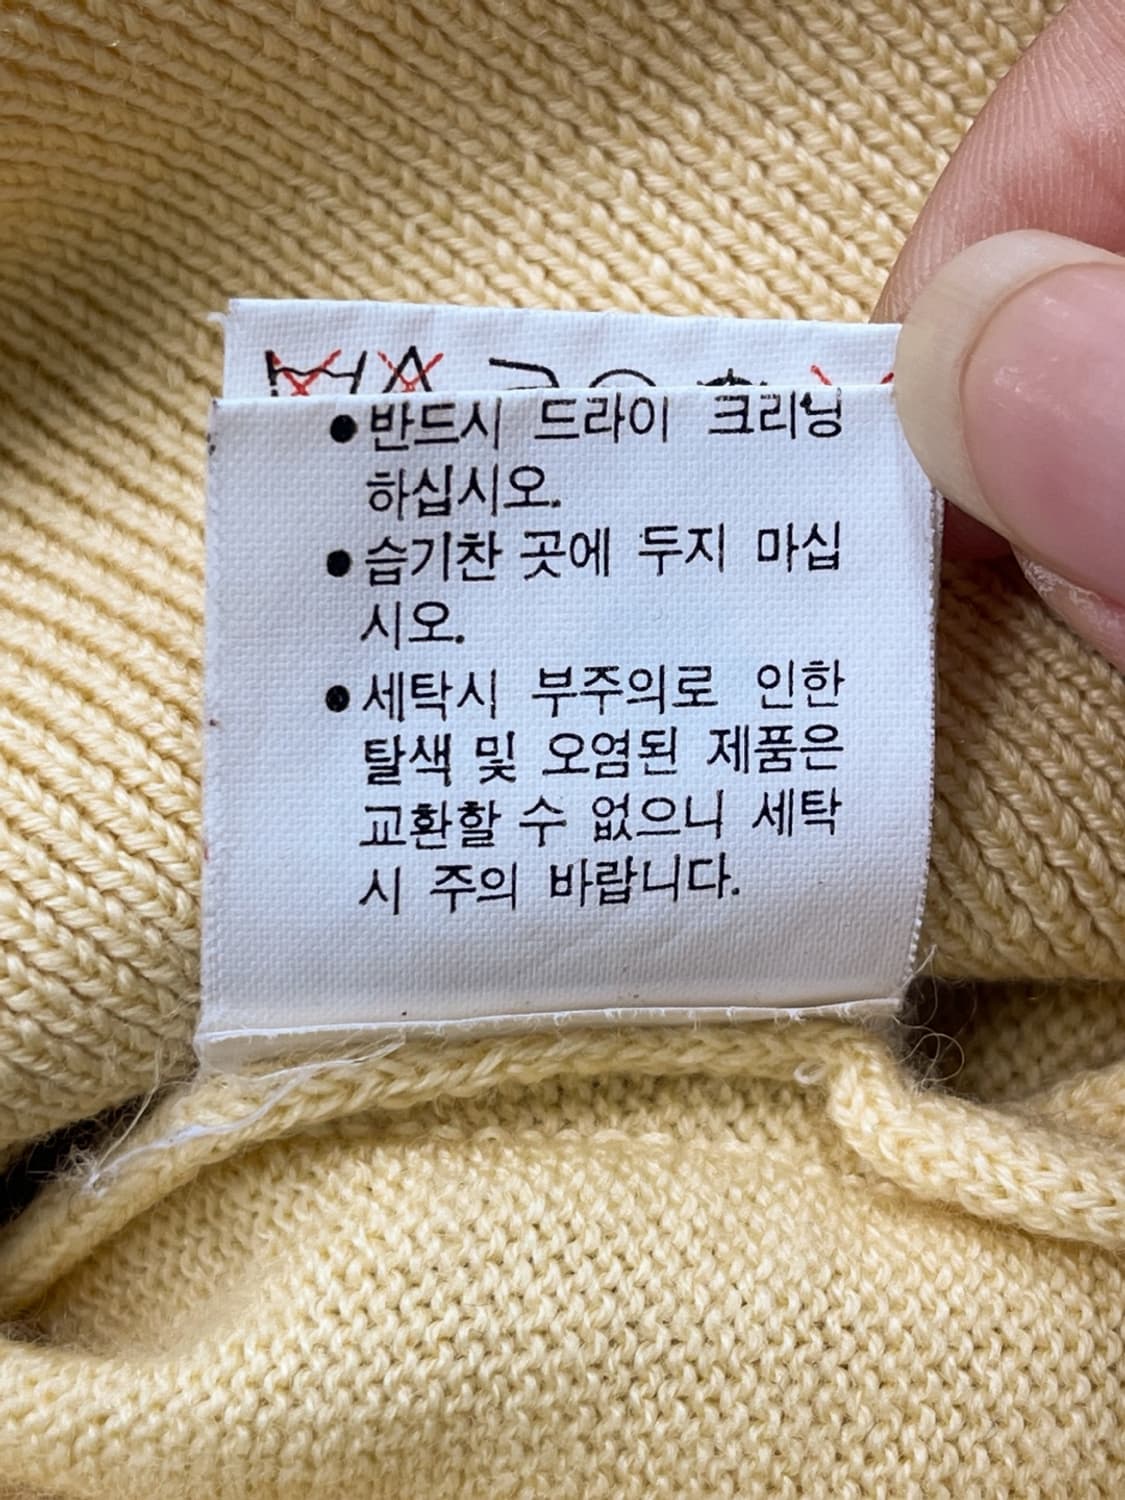 ● 반드시 드라이 크리닝
하십시오.
● 습기찬 곳에 두지 마십
시오.
● 세탁시 부주의로 인한
탈색 및 오염된 제품은
교환할 수 없으니 세탁
시 주의 바랍니다.